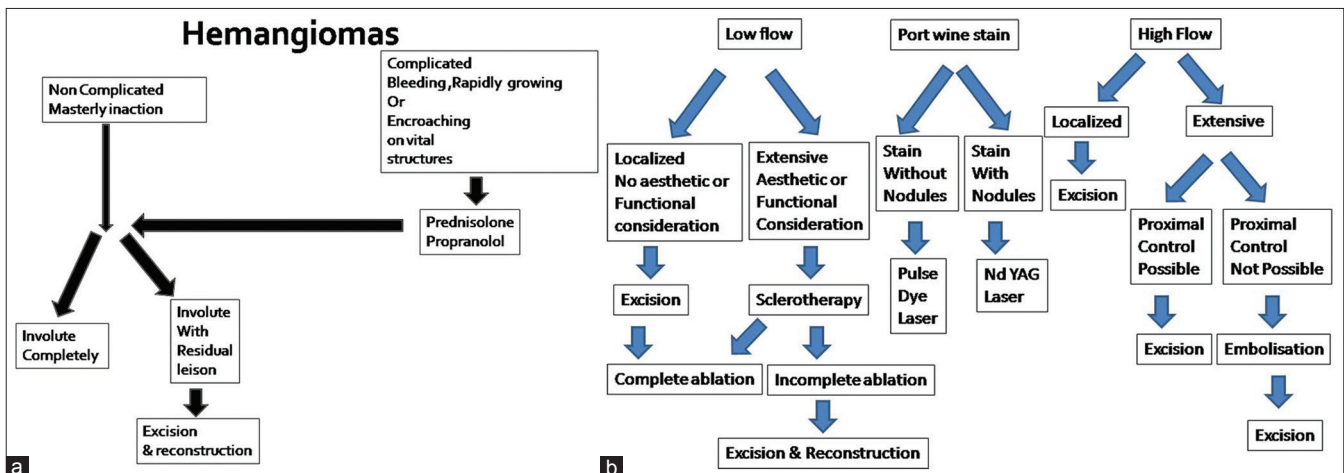 Hemangiomas
Non Complicated
Masterly inaction
Complicated
Bleeding ,Rapidly growing
Or
Encroaching
on vital
structures
Prednisolone
Propranolol
Involute
Completely
Involute
With
Residual
leison
Excision
& reconstruction
a
Low flow
Port wine stain
High Flow
Localized
No aesthetic or
Functional
consideration
Extensive
Aesthetic or
Functional
Consideration
Stain
Without
Nodules
Stain
With
Nodules
Localized
Extensive
Excision
Proximal
Control
Possible
Proximal
Control
Not Possible
Excision
Sclerotherapy
Pulse
Dye
Laser
Nd YAG
Laser
Excision
Embolisation
Complete ablation
Incomplete ablation
Excision
Excision & Reconstruction
b